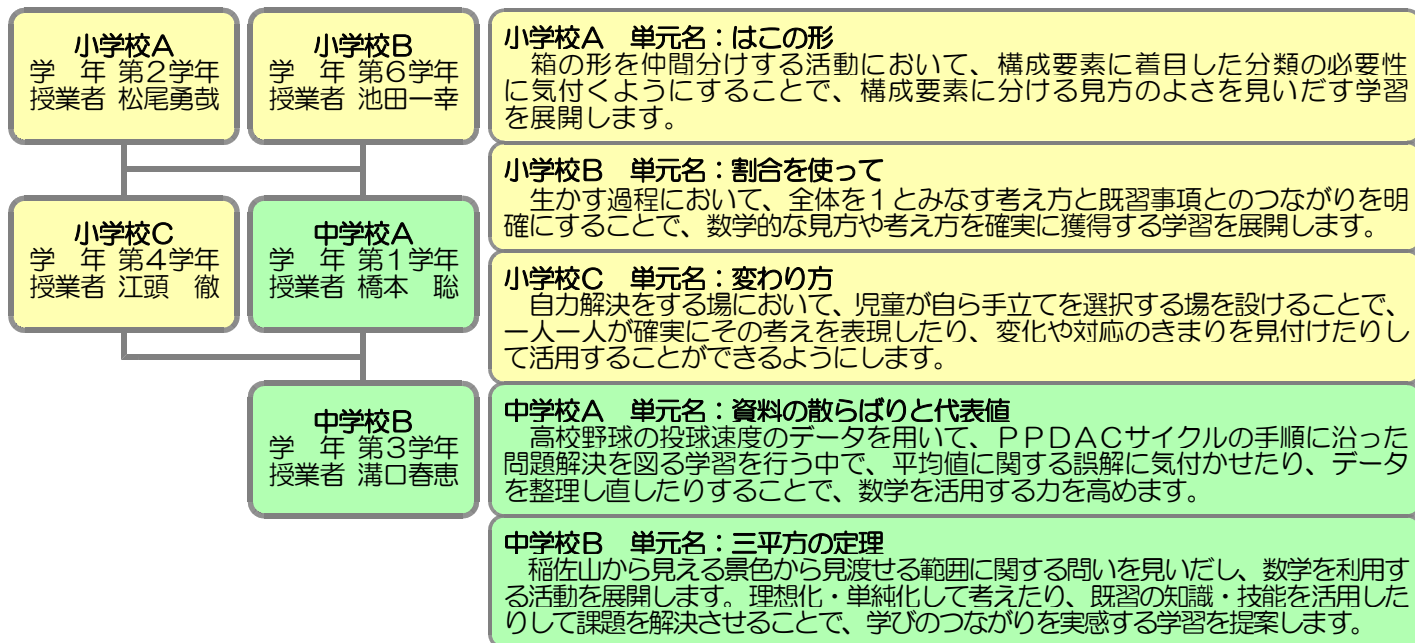 小学校A
学　年 第2学年
授業者 松尾勇哉
小学校B
学　年 第6学年
授業者 池田一幸
小学校C
学　年 第4学年
授業者 江頭　徹
中学校A
学　年 第1学年
授業者 橋本　聡
中学校B
学　年 第3学年
授業者 溝口春恵
小学校A　単元名：はこの形
　箱の形を仲間分けする活動において、構成要素に着目した分類の必要性
に気付くようにすることで、構成要素に分ける見方のよさを見いだす学習
を展開します。
小学校B　単元名：割合を使って
　生かす過程において、全体を１とみなす考え方と既習事項とのつながりを明
確にすることで、数学的な見方や考え方を確実に獲得する学習を展開します。
小学校C　単元名：変わり方
　自力解決をする場において、児童が自ら手立てを選択する場を設けることで、
一人一人が確実にその考えを表現したり、変化や対応のきまりを見付けたりし
て活用することができるようにします。
中学校A　単元名：資料の散らばりと代表値
　高校野球の投球速度のデータを用いて、ＰＰＤＡＣサイクルの手順に沿った
問題解決を図る学習を行う中で、平均値に関する誤解に気付かせたり、データ
を整理し直したりすることで、数学を活用する力を高めます。
中学校B　単元名：三平方の定理
　稲佐山から見える景色から見渡せる範囲に関する問いを見いだし、数学を利用す
る活動を展開します。理想化・単純化して考えたり、既習の知識・技能を活用した
りして課題を解決させることで、学びのつながりを実感する学習を提案します。